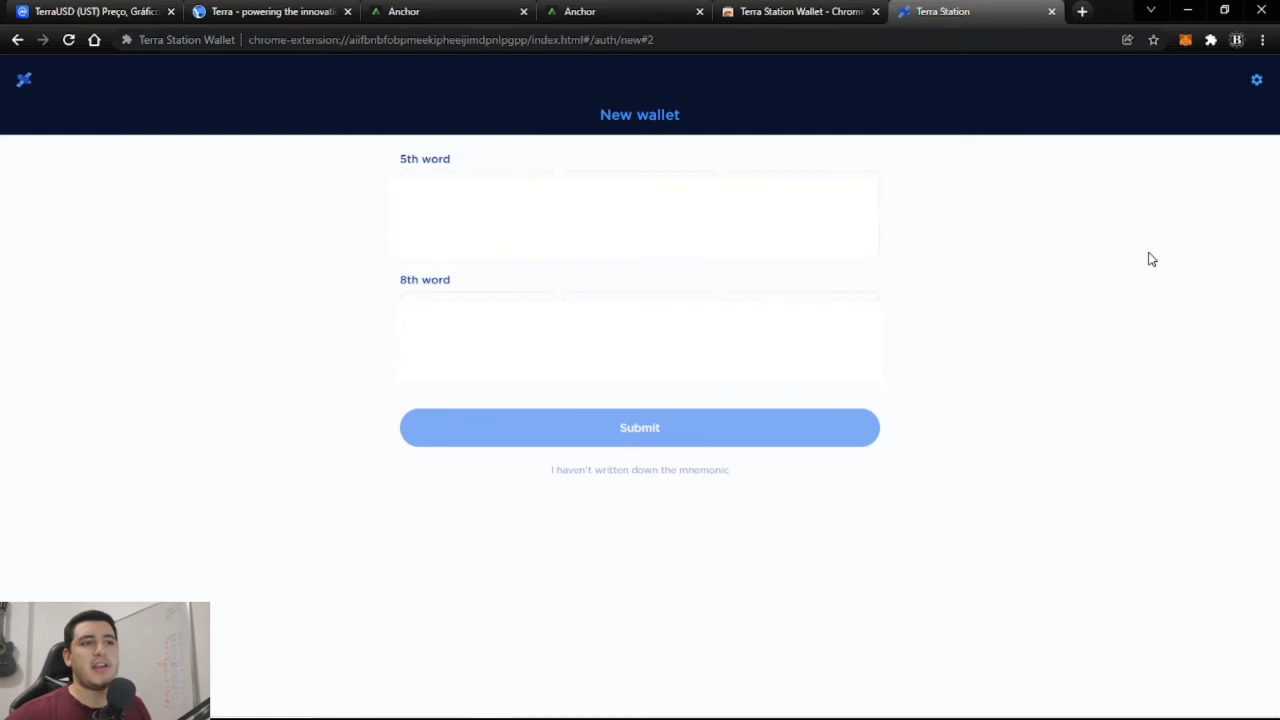 TerraUSD (UST) Preço, Gráfic
Terra - powering the innovat
Anchor
Anchor
Terra Station Wallet - Chrome
Terra Station
Terra Station Wallet
chrome-extension://aiifbnbfobpmeekipheeijimdpnlpgpp/index.html#/auth/new#2
New wallet
5th word
8th word
Submit
I haven't written down the mnemonic